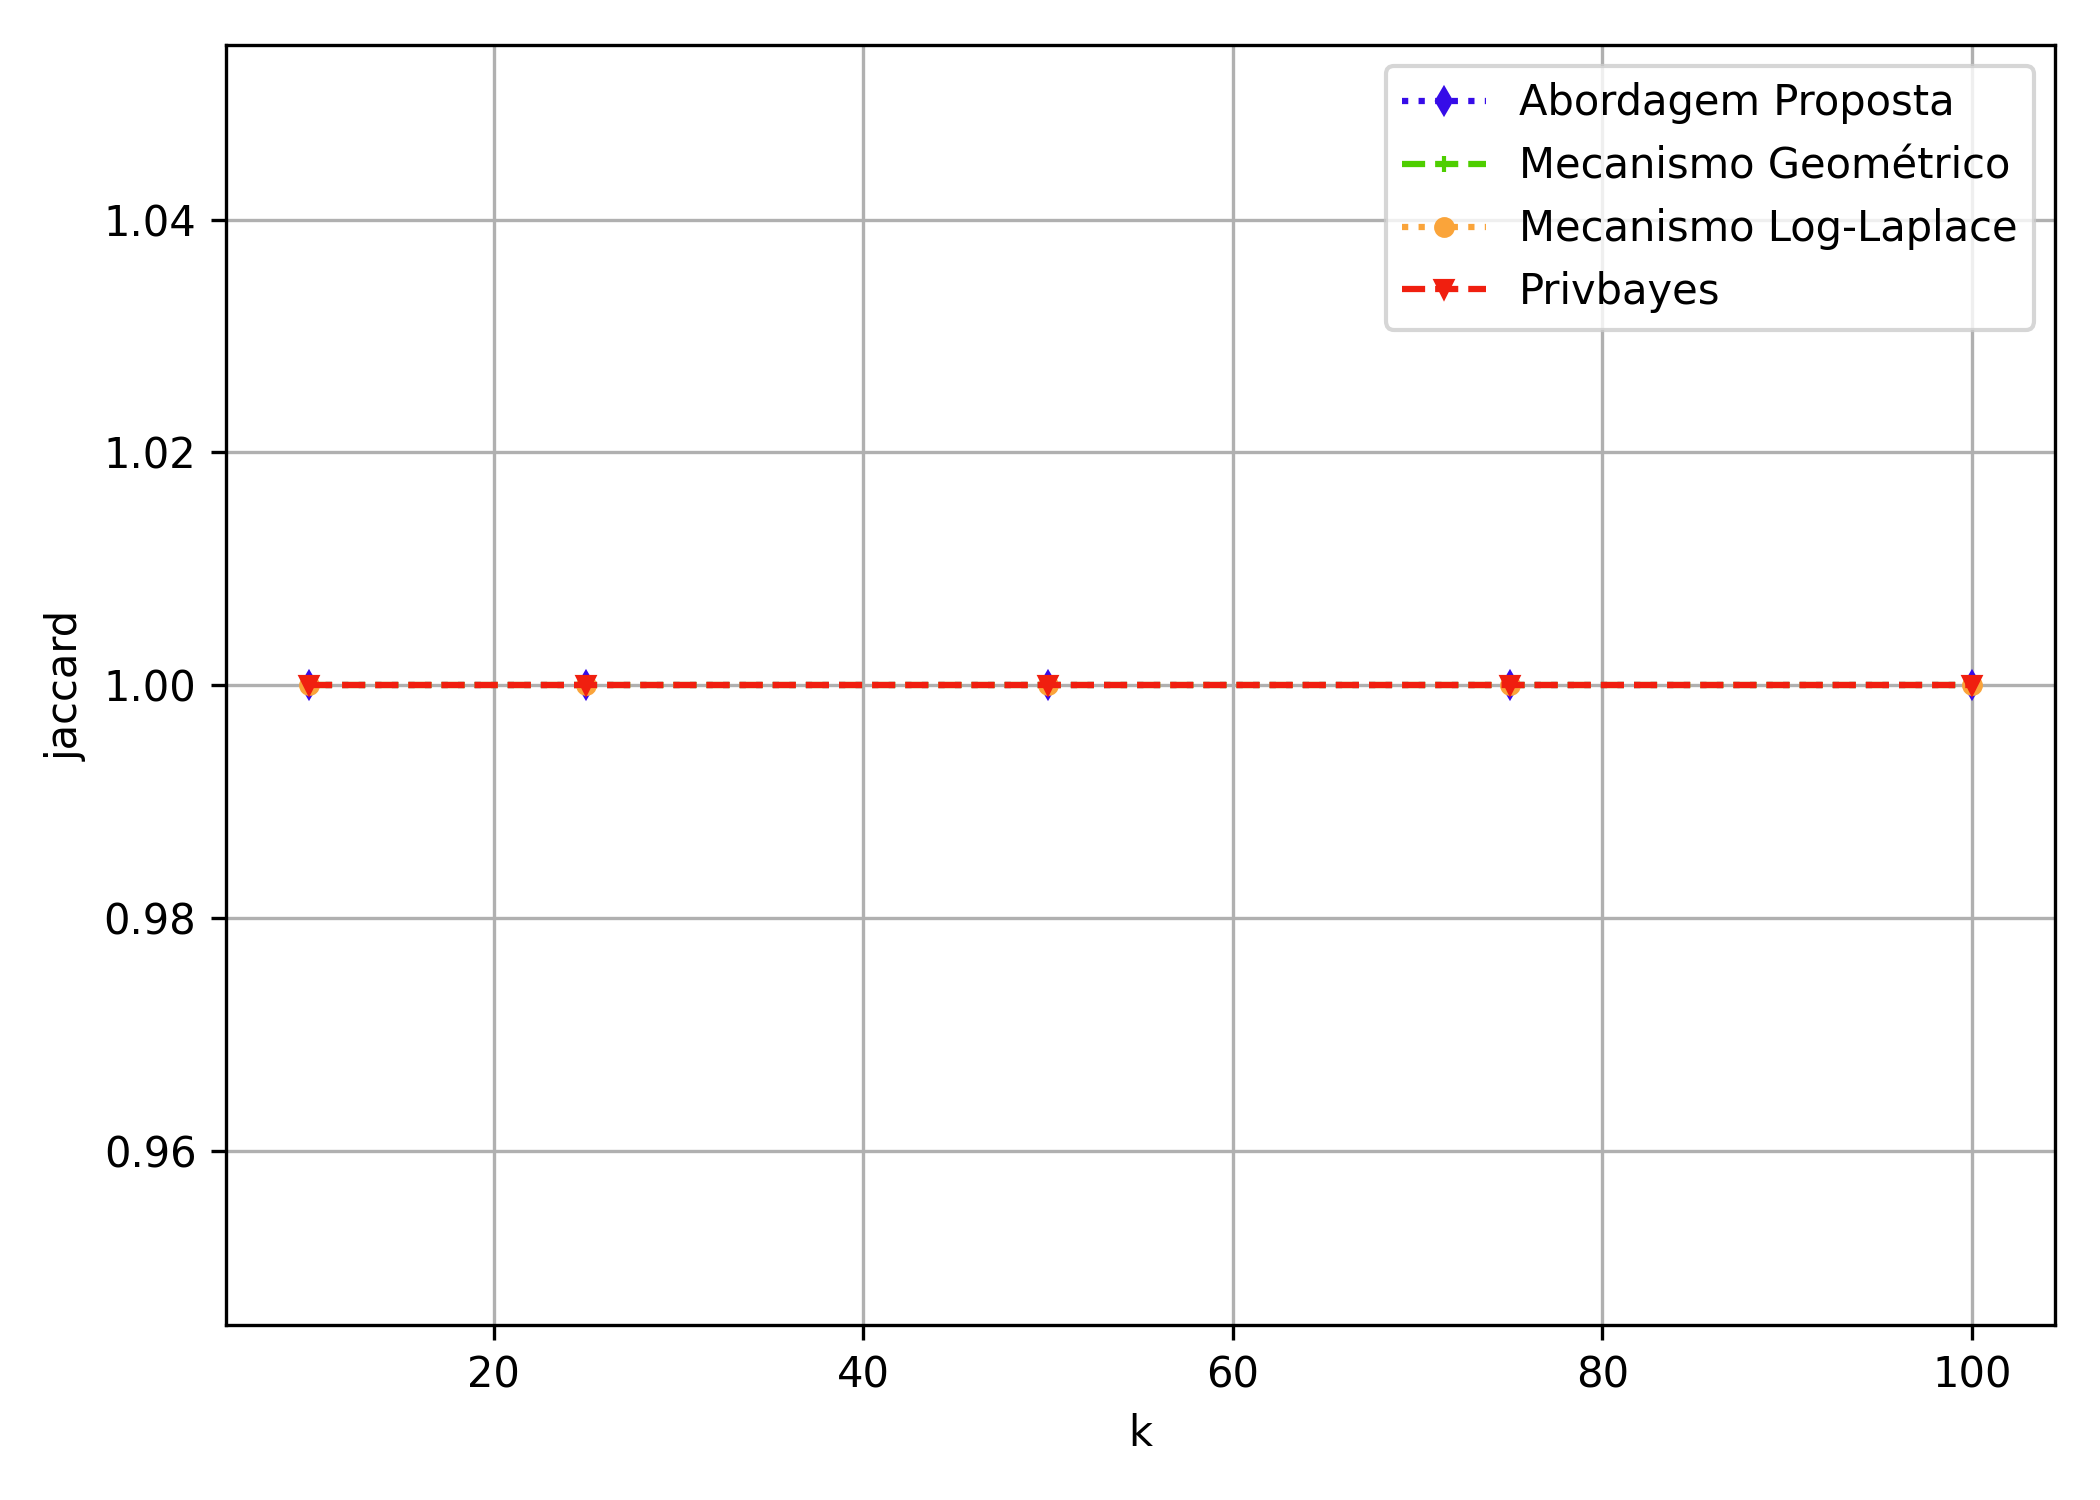 Abordagem Proposta
Mecanismo Geométrico
Mecanismo Log-Laplace
Privbayes
1.04
1.02
1.00
0.98
0.96
jaccard
20 40 60 80 100
k